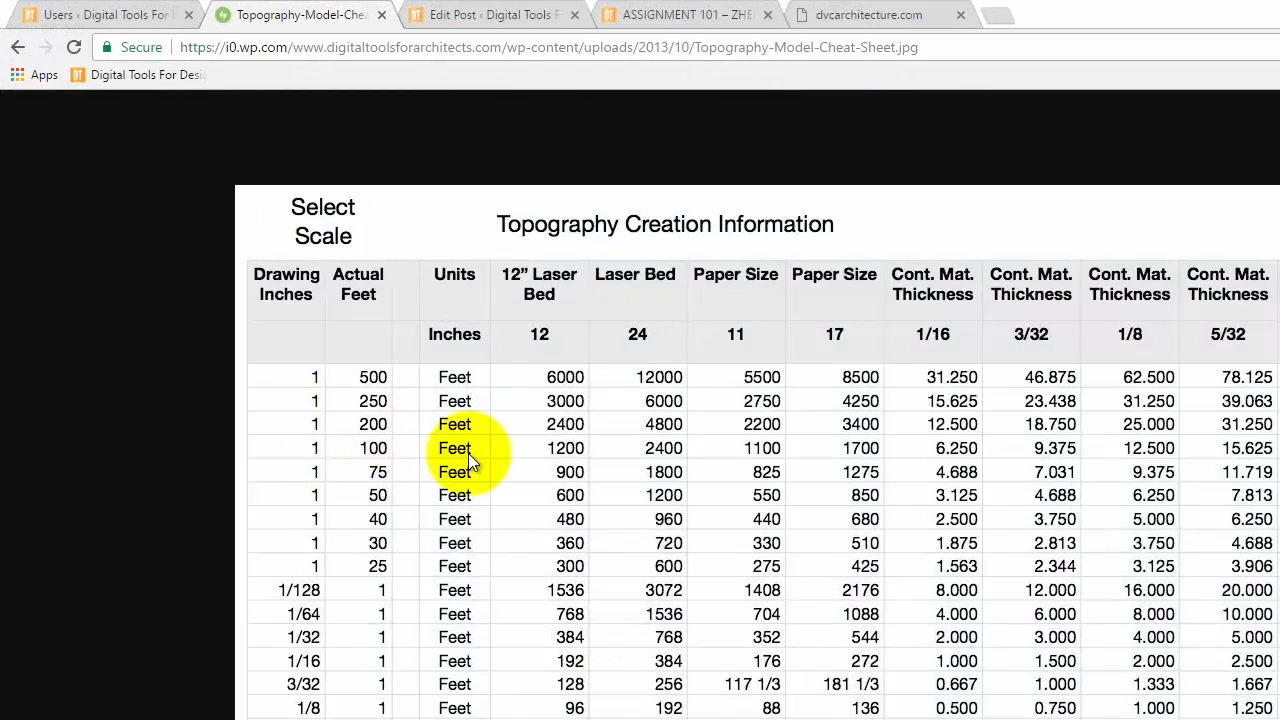 Users ‹ Digital Tools For D
Topography-Model-Chea
Edit Post ‹ Digital Tools F
ASSIGNMENT 101 – 2HE
dvcarchitecture.com
Secure
https://i0.wp.com/www.digitaltoolsforarchitects.com/wp-content/uploads/2013/10/Topography-Model-Cheat-Sheet.jpg
Apps
Digital Tools For Desi
Select
Scale
Topography Creation Information
Drawing Inches Actual Feet Units 12” Laser Bed Laser Bed Paper Size Paper Size Cont. Mat. Thickness Cont. Mat. Thickness Cont. Mat. Thickness Cont. Mat. Thickness
Inches 12 24 11 17 1/16 3/32 1/8 5/32
1 500 Feet 6000 12000 5500 8500 31.250 46.875 62.500 78.125
1 250 Feet 3000 6000 2750 4250 15.625 23.438 31.250 39.063
1 200 Feet 2400 4800 2200 3400 12.500 18.750 25.000 31.250
1 100 Feet 1200 2400 1100 1700 6.250 9.375 12.500 15.625
1 75 Feet 900 1800 825 1275 4.688 7.031 9.375 11.719
1 50 Feet 600 1200 550 850 3.125 4.688 6.250 7.813
1 40 Feet 480 960 440 680 2.500 3.750 5.000 6.250
1 30 Feet 360 720 330 510 1.875 2.813 3.750 4.688
1 25 Feet 300 600 275 425 1.563 2.344 3.125 3.906
1/128 1 Feet 1536 3072 1408 2176 8.000 12.000 16.000 20.000
1/64 1 Feet 768 1536 704 1088 4.000 6.000 8.000 10.000
1/32 1 Feet 384 768 352 544 2.000 3.000 4.000 5.000
1/16 1 Feet 192 384 176 272 1.000 1.500 2.000 2.500
3/32 1 Feet 128 256 117 1/3 181 1/3 0.667 1.000 1.333 1.667
1/8 1 Feet 96 192 88 136 0.500 0.750 1.000 1.250